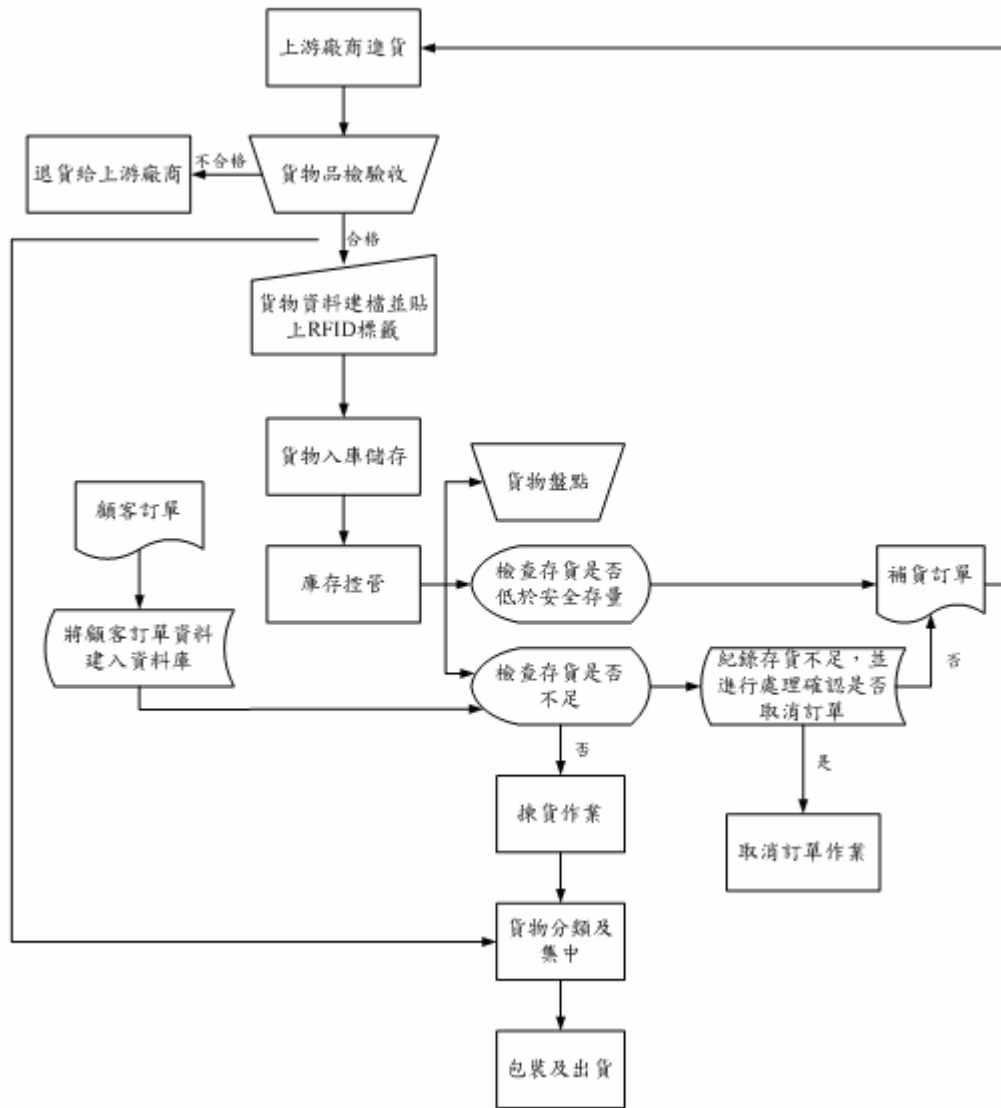 上游廠商進貨
退貨給上游廠商
不合格
貨物品檢驗收
合格
貨物資料建檔並貼
上RFID標籤
貨物入庫儲存
貨物盤點
顧客訂單
庫存控管
檢查存貨是否
低於安全存量
補貨訂單
將顧客訂單資料
建入資料庫
檢查存貨是否
不足
紀錄存貨不足，並
進行處理確認是否
取消訂單
否
否
是
揀貨作業
取消訂單作業
貨物分類及
集中
包裝及出貨